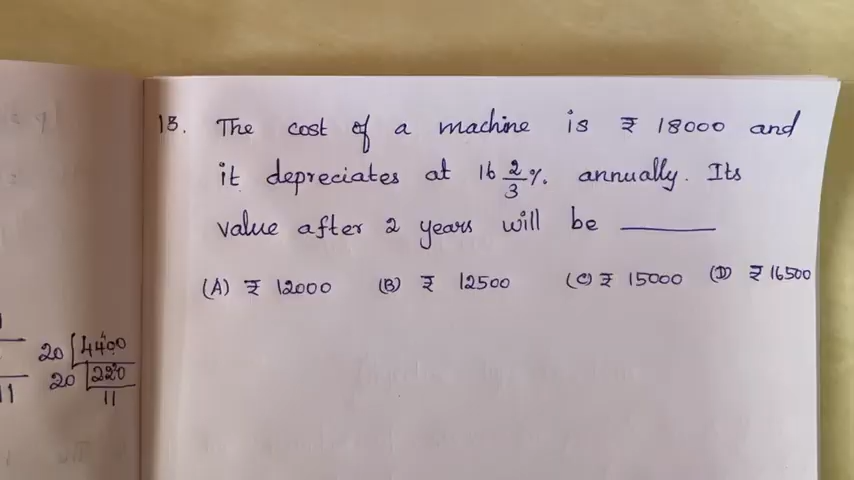 13. The cost of a machine is ₹ 18000 and
it depreciates at 16 2/3 %. annually. Its
value after 2 years will be ______
(A) ₹ 12000 (B) ₹ 12500 (C) ₹ 15000 (D) ₹ 16500
20 4400
20 220
11
11